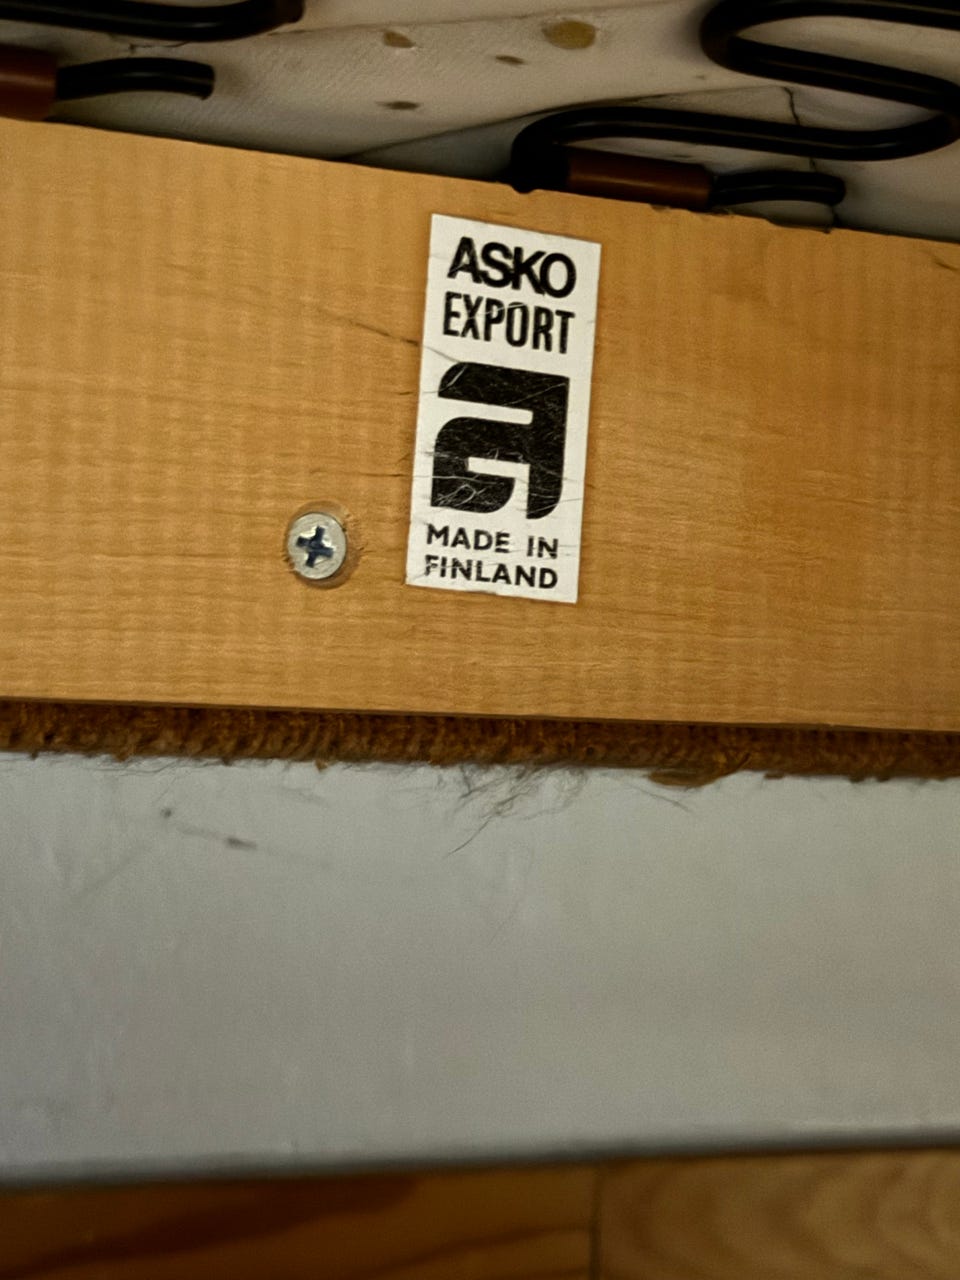 ASKO
EXPORT
MADE IN
FINLAND